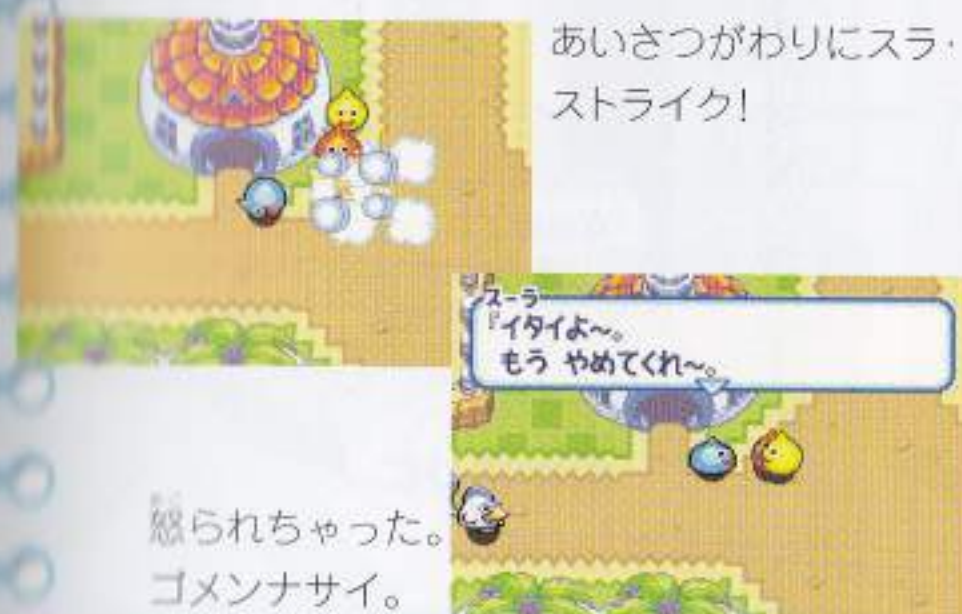 あいさつがわりにスラ・
ストライク!
スーラ
『イタイよ～。
もう やめてくれ～。
怒られちゃった。
ゴメンナサイ。